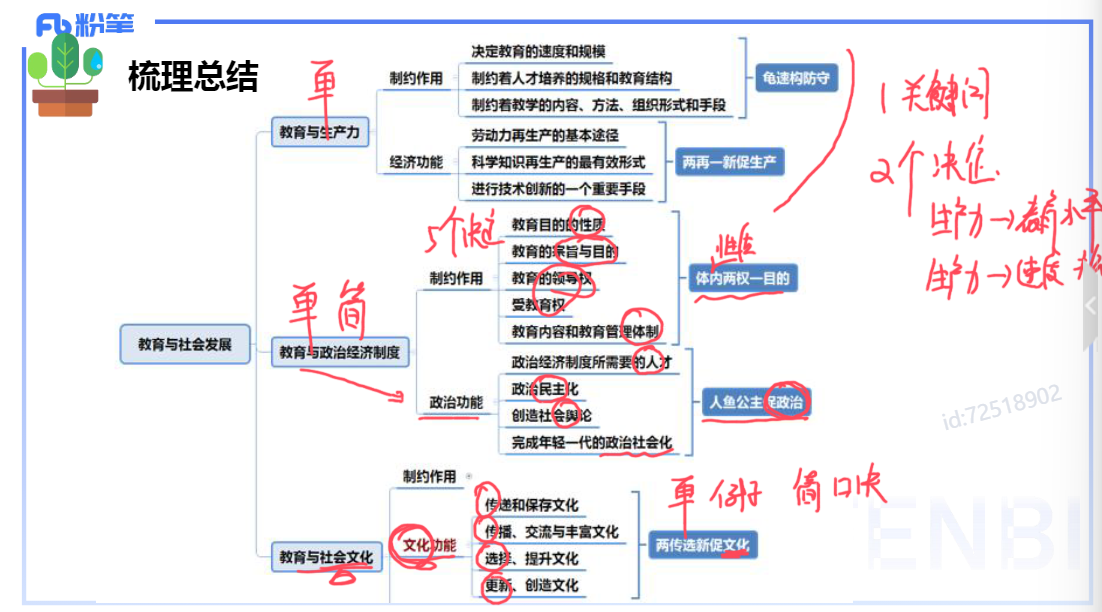 粉笔
梳理总结
教育与社会发展
单
教育与生产力
制约作用
决定教育的速度和规模
制约着人才培养的规格和教育结构
制约着教学的内容、方法、组织形式和手段
龟速构防守
经济功能
劳动力再生产的基本途径
科学知识再生产的最有效形式
进行技术创新的一个重要手段
两再一新促生产
1 关键词
2个决定
生产力→教育水平
生产力→速度
单 简
教育与政治经济制度
5个决定
制约作用
教育目的的性质
教育的宗旨与目的
教育的领导权
受教育权
教育内容和教育管理体制
体内两权一目的
政治功能
政治经济制度所需要的人才
政治民主化
创造社会舆论
完成年轻一代的政治社会化
人鱼公主促政治
教育与社会文化
制约作用
文化功能
传递和保存文化
传播、交流与丰富文化
选择、提升文化
更新、创造文化
两传选新促文化
单 例子 简 口诀
id:72518902
ENBI